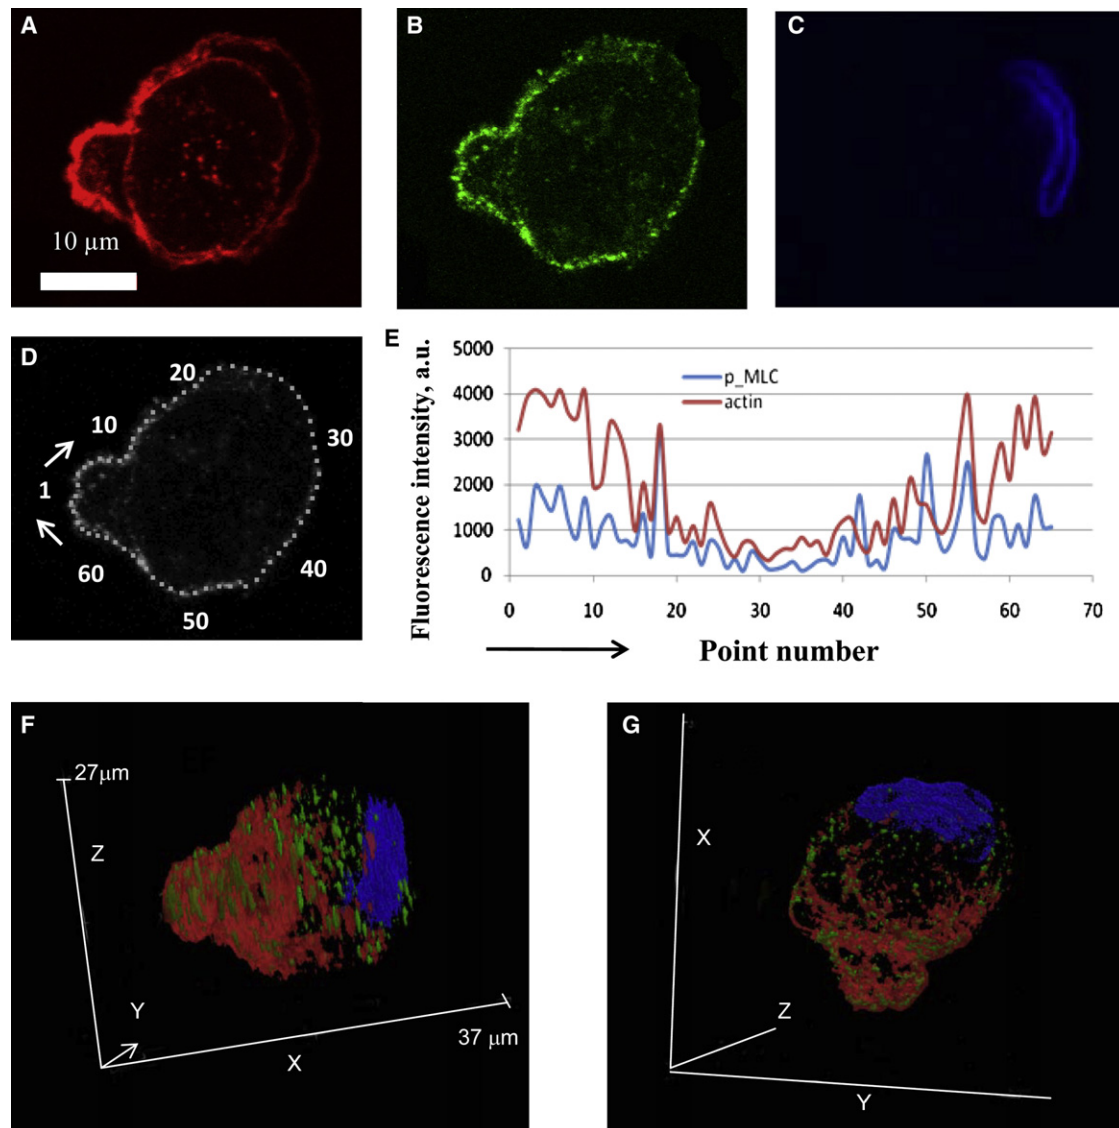 A
10 μm
B
C
D
20
10
30
1
60
40
50
E
Fluorescence intensity, a.u.
5000
4000
3000
2000
1000
0
p_MLC
actin
0 10 20 30 40 50 60 70
Point number
F
27μm
Z
Y
X
37 μm
G
X
Z
Y